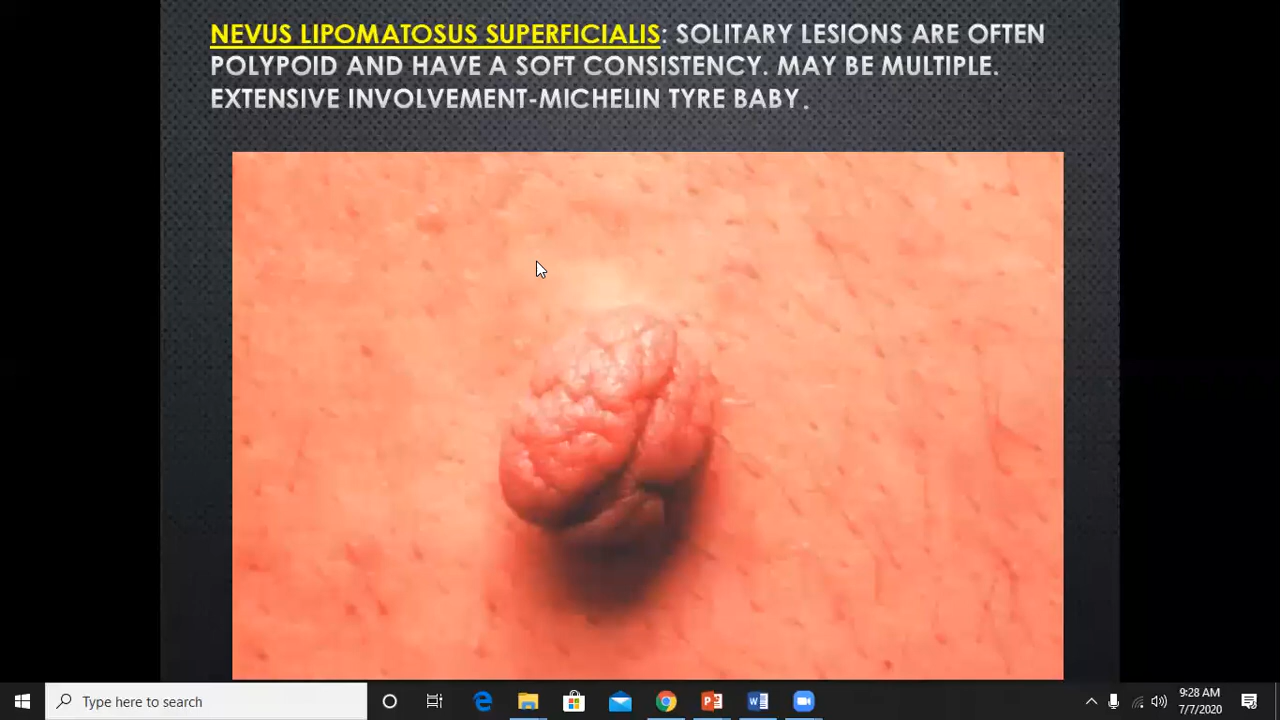 NEVUS LIPOMATOSUS SUPERFICIALIS: SOLITARY LESIONS ARE OFTEN
POLYPOID AND HAVE A SOFT CONSISTENCY. MAY BE MULTIPLE.
EXTENSIVE INVOLVEMENT-MICHELIN TYRE BABY.
Type here to search
9:28 AM
7/7/2020